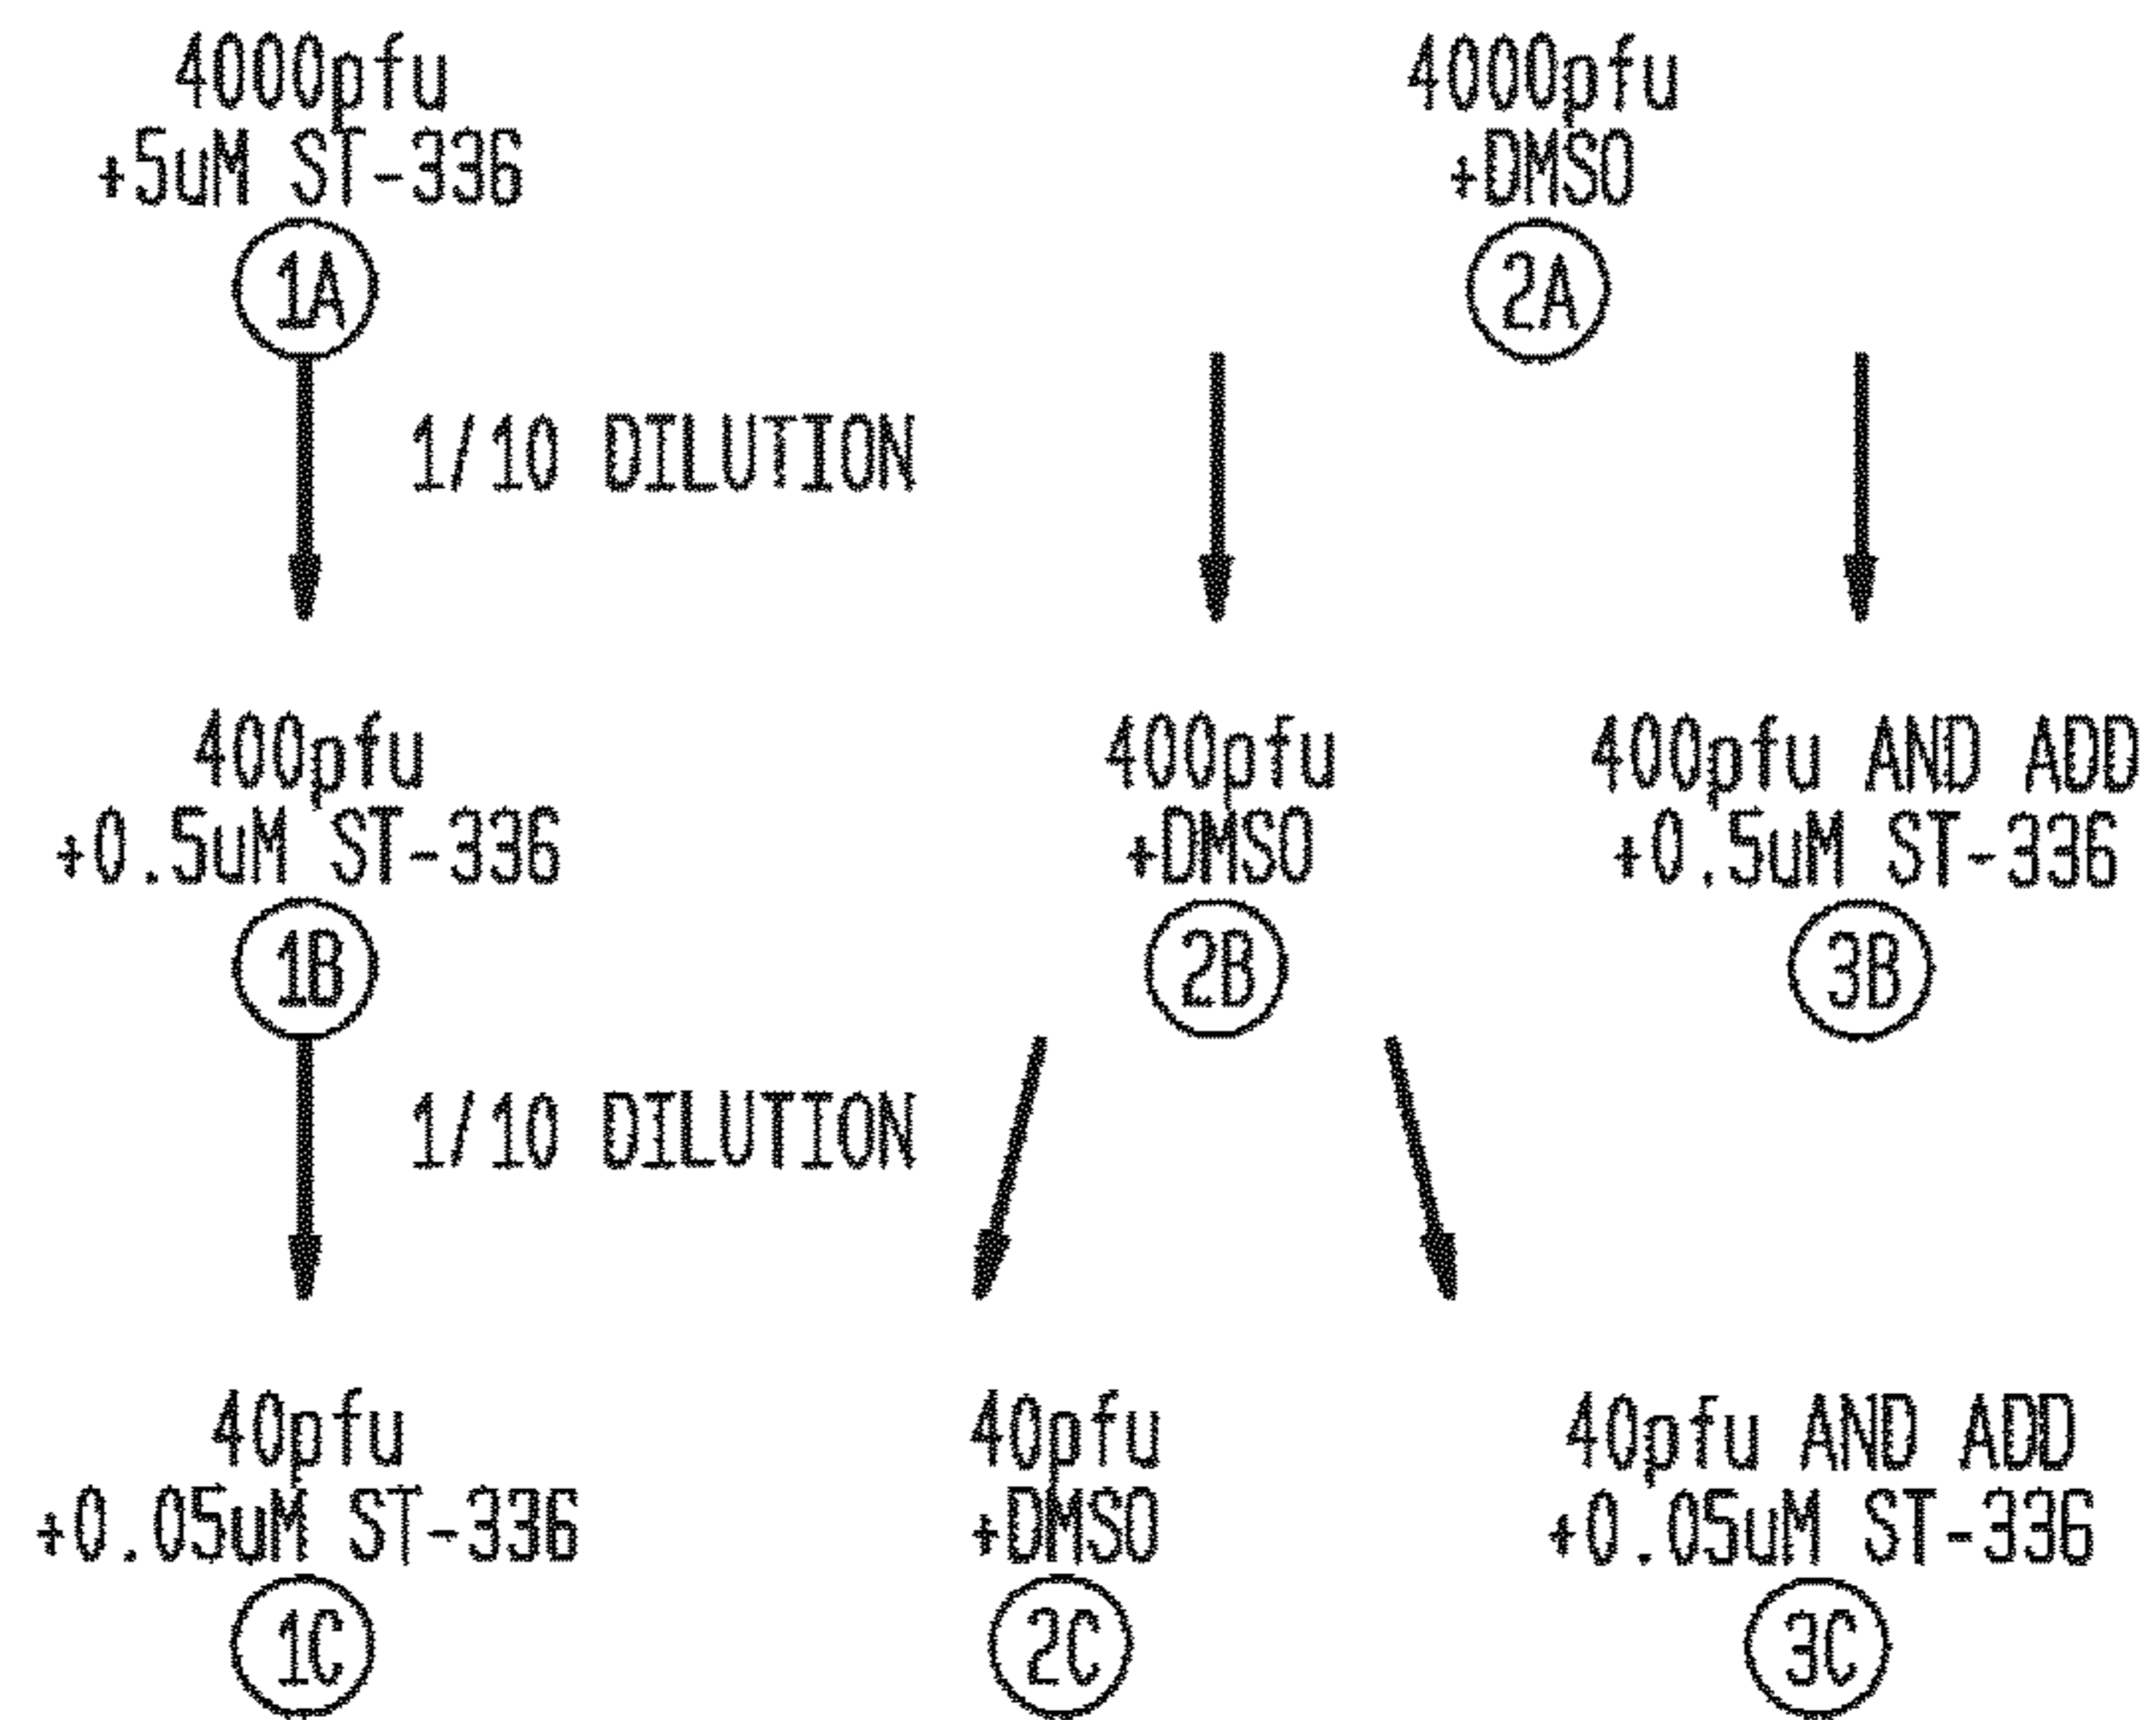 4000pfu
+5uM ST-336
1A
4000pfu
+DMSO
2A
1/10 DILUTION
400pfu
+0.5uM ST-336
1B
400pfu
+DMSO
2B
400pfu AND ADD
+0.5uM ST-336
3B
1/10 DILUTION
40pfu
+0.05uM ST-336
1C
40pfu
+DMSO
2C
40pfu AND ADD
+0.05uM ST-336
3C